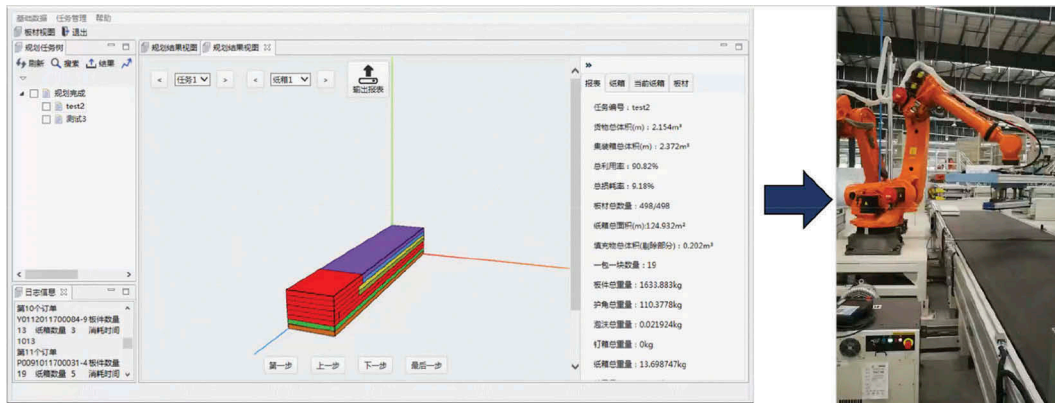 基础数据 任务管理 帮助
板材视图 退出
规划任务树
刷新 搜索 结果
规划完成
test2
测试3
规划结果视图 规划结果视图
< 任务1 > < 纸箱1 >
输出报表
第一步 上一步 下一步 最后一步
»
报表 纸箱 当前纸箱 板材
任务编号：test2
货物总体积(m)：2.154m³
集装箱总体积(m)：2.372m³
总利用率：90.82%
总损耗率：9.18%
板材总数量：498/498
纸箱总面积(m):124.932m²
填充物总体积(剔除部分)：0.202m³
一包一块数量：19
板件总重量：1633.883kg
护角总重量：110.3778kg
泡沫总重量：0.021924kg
钉箱总重量：0kg
纸箱总重量：13.698747kg
日志信息
第10个订单
Y0112011700084-9板件数量
13 纸箱数量 3 消耗时间
1013
第11个订单
P0091011700031-4板件数量
19 纸箱数量 5 消耗时间